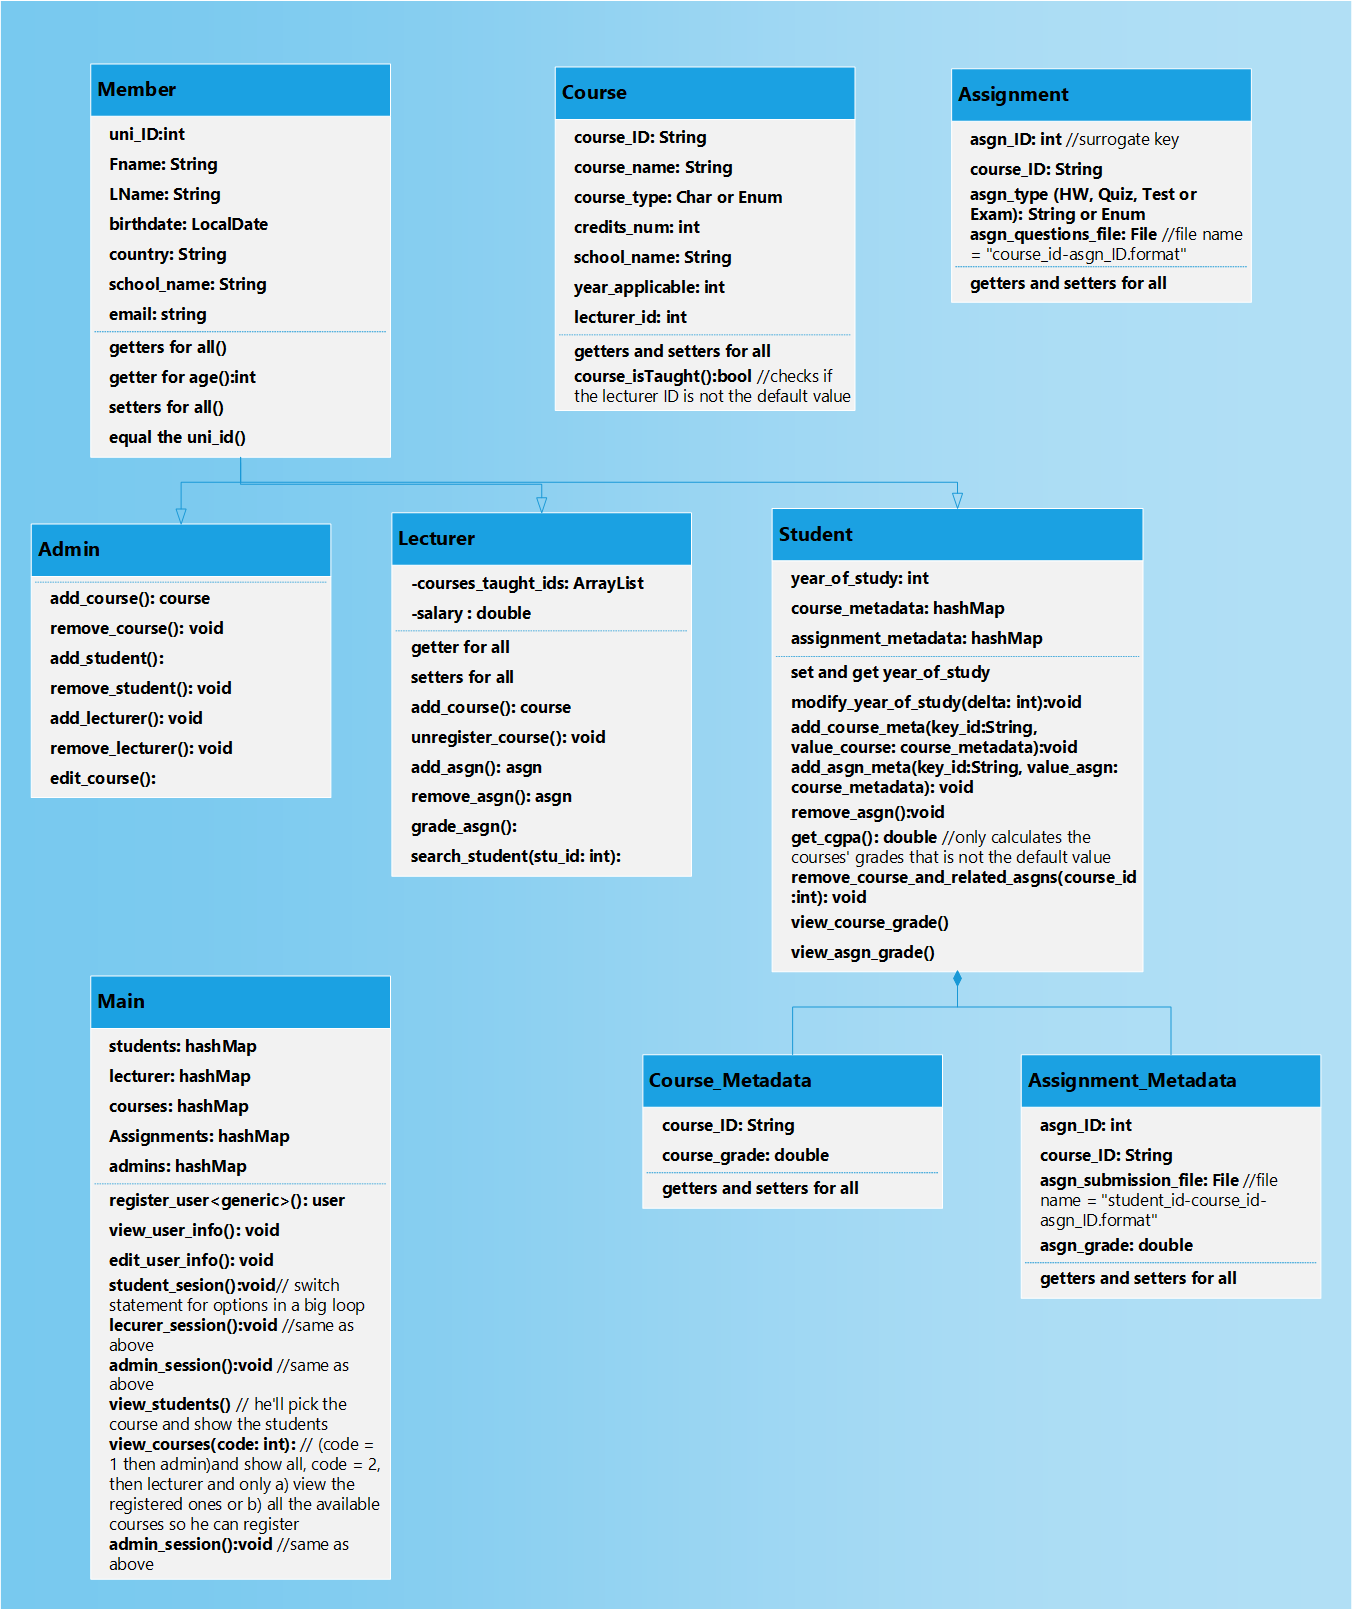 Member
uni_ID:int
Fname: String
LName: String
birthdate: LocalDate
country: String
school_name: String
email: string
getters for all()
getter for age():int
setters for all()
equal the uni_id()
Course
course_ID: String
course_name: String
course_type: Char or Enum
credits_num: int
school_name: String
year_applicable: int
lecturer_id: int
getters and setters for all
course_isTaught():bool //checks if
the lecturer ID is not the default value
Assignment
asgn_ID: int //surrogate key
course_ID: String
asgn_type (HW, Quiz, Test or
Exam): String or Enum
asgn_questions_file: File //file name
= "course_id-asgn_ID.format"
getters and setters for all
Admin
add_course(): course
remove_course(): void
add_student():
remove_student(): void
add_lecturer(): void
remove_lecturer(): void
edit_course():
Lecturer
-courses_taught_ids: ArrayList
-salary : double
getter for all
setters for all
add_course(): course
unregister_course(): void
add_asgn(): asgn
remove_asgn(): asgn
grade_asgn():
search_student(stu_id: int):
Student
year_of_study: int
course_metadata: hashMap
assignment_metadata: hashMap
set and get year_of_study
modify_year_of_study(delta: int):void
add_course_meta(key_id:String,
value_course: course_metadata):void
add_asgn_meta(key_id:String, value_asgn:
course_metadata): void
remove_asgn():void
get_cgpa(): double //only calculates the
courses' grades that is not the default value
remove_course_and_related_asgns(course_id
:int): void
view_course_grade()
view_asgn_grade()
Main
students: hashMap
lecturer: hashMap
courses: hashMap
Assignments: hashMap
admins: hashMap
register_user<generic>(): user
view_user_info(): void
edit_user_info(): void
student_sesion():void// switch
statement for options in a big loop
lecurer_session():void //same as
above
admin_session():void //same as
above
view_students() // he'll pick the
course and show the students
view_courses(code: int): // (code =
1 then admin)and show all, code = 2,
then lecturer and only a) view the
registered ones or b) all the available
courses so he can register
admin_session():void //same as
above
Course_Metadata
course_ID: String
course_grade: double
getters and setters for all
Assignment_Metadata
asgn_ID: int
course_ID: String
asgn_submission_file: File //file
name = "student_id-course_id-
asgn_ID.format"
asgn_grade: double
getters and setters for all